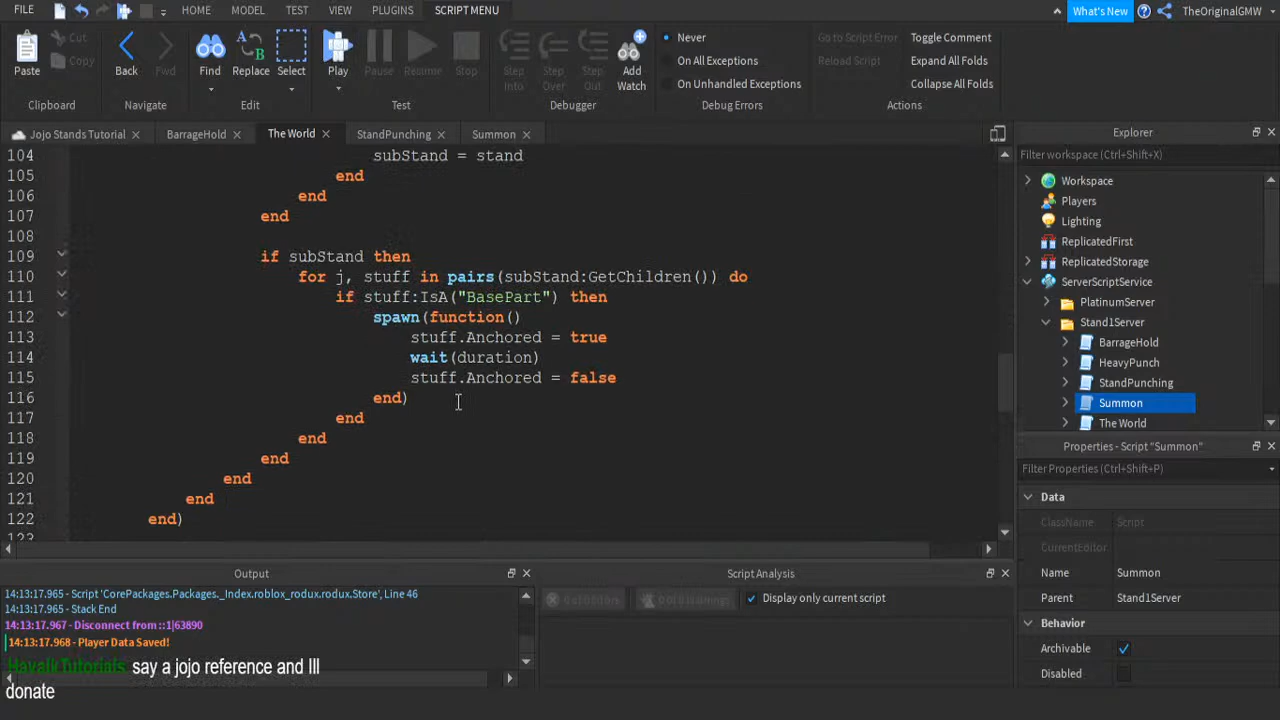 FILE HOME MODEL TEST VIEW PLUGINS SCRIPT MENU What's New TheOriginalGMW
Paste Cut Copy Back Fwd Find Replace Select Play Pause Resume Stop Step Into Step Over Step Out Add Watch
Never
On All Exceptions
On Unhandled Exceptions
Go to Script Error
Reload Script
Toggle Comment
Expand All Folders
Collapse All Folders
Clipboard Navigate Edit Test Debugger Debug Errors Actions
Jojo Stands Tutorial BarrageHold The World StandPunching Summon
104 subStand = stand
105 end
106 end
107 end
108
109 if subStand then
110 for j, stuff in pairs(subStand:GetChildren()) do
111 if stuff:IsA("BasePart") then
112 spawn(function()
113 stuff.Anchored = true
114 wait(duration)
115 stuff.Anchored = false
116 end)
117 end
118 end
119 end
120 end
121 end
122 end)
123
Explorer
Filter workspace (Ctrl+Shift+X)
Workspace
Players
Lighting
ReplicatedFirst
ReplicatedStorage
ServerScriptService
PlatinumServer
Stand1Server
BarrageHold
HeavyPunch
StandPunching
Summon
The World
Properties - Script "Summon"
Filter Properties (Ctrl+Shift+P)
Data
ClassName Script
CurrentEditor
Name Summon
Parent Stand1Server
Behavior
Archivable
Disabled
Output
14:13:17.965 - Script 'CorePackages.Packages._Index.roblox_rodux.rodux.Store', Line 46
14:13:17.965 - Stack End
14:13:17.967 - Disconnect from ::1|63890
14:13:17.968 - Player Data Saved!
say a jojo reference and Ill
donate
Script Analysis
Display only current script